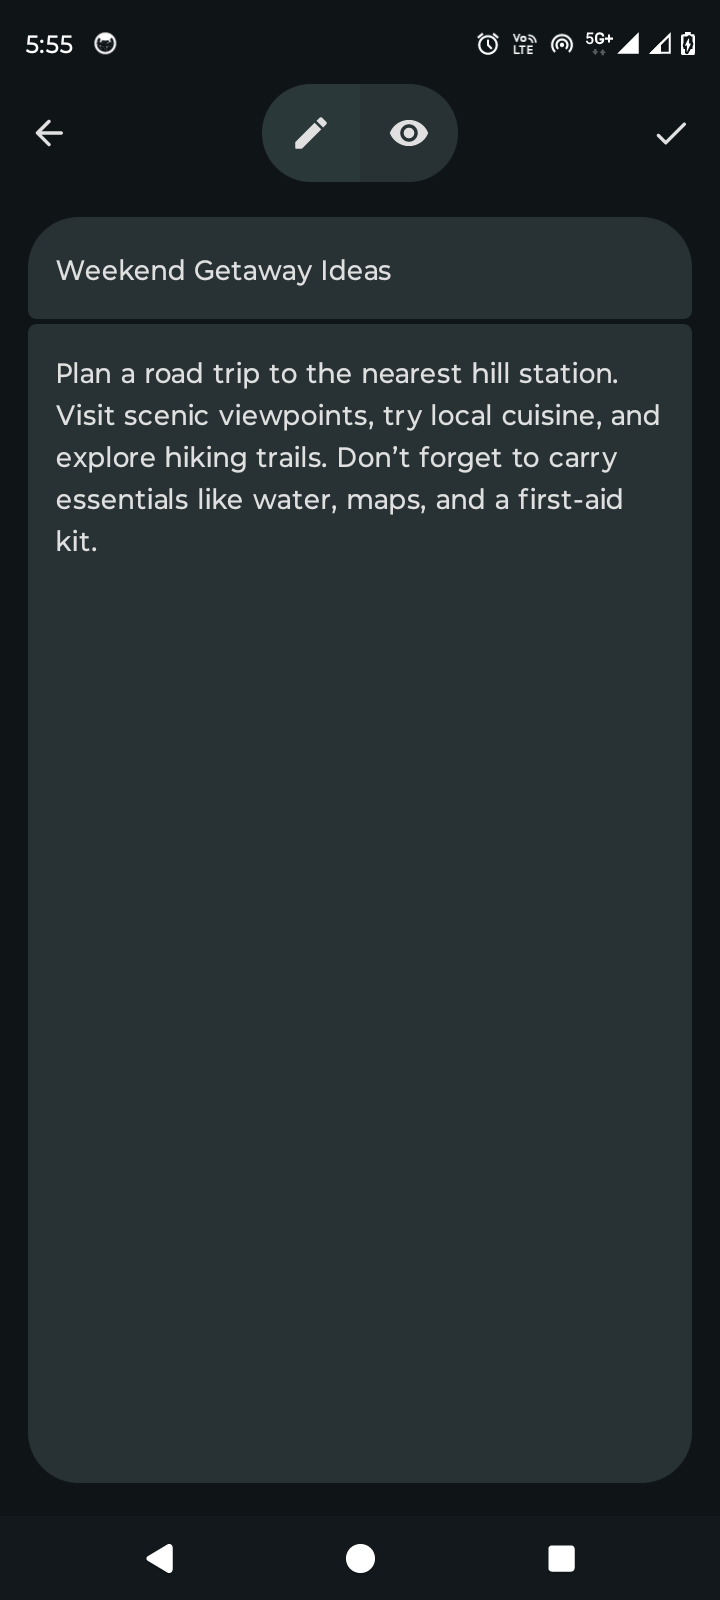 5:55
Vo
LTE
5G+
Weekend Getaway Ideas
Plan a road trip to the nearest hill station.
Visit scenic viewpoints, try local cuisine, and
explore hiking trails. Don’t forget to carry
essentials like water, maps, and a first-aid
kit.